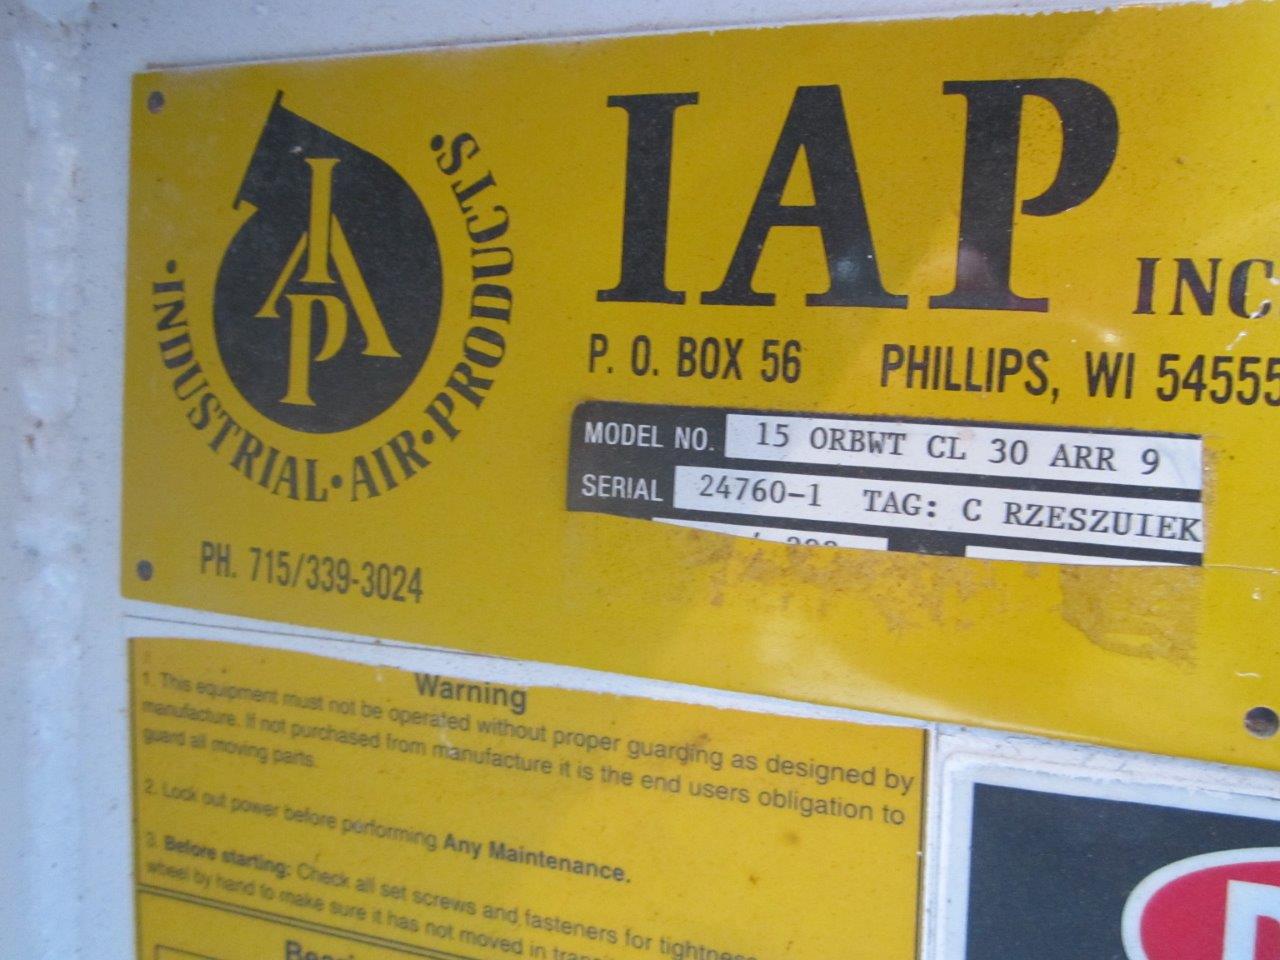 IAP
·INDUSTRIAL·AIR·PRODUCTS·
IAP INC
P. O. BOX 56 PHILLIPS, WI 54555
MODEL NO. 15 ORBWT CL 30 ARR 9
SERIAL 24760-1 TAG: C RZESZUIEK
PH. 715/339-3024
Warning
1. This equipment must not be operated without proper guarding as designed by
manufacture. If not purchased from manufacture it is the end users obligation to
guard all moving parts.
2. Lock out power before performing Any Maintenance.
3. Before starting: Check all set screws and fasteners for tightness
wheel by hand to make sure it has not moved in